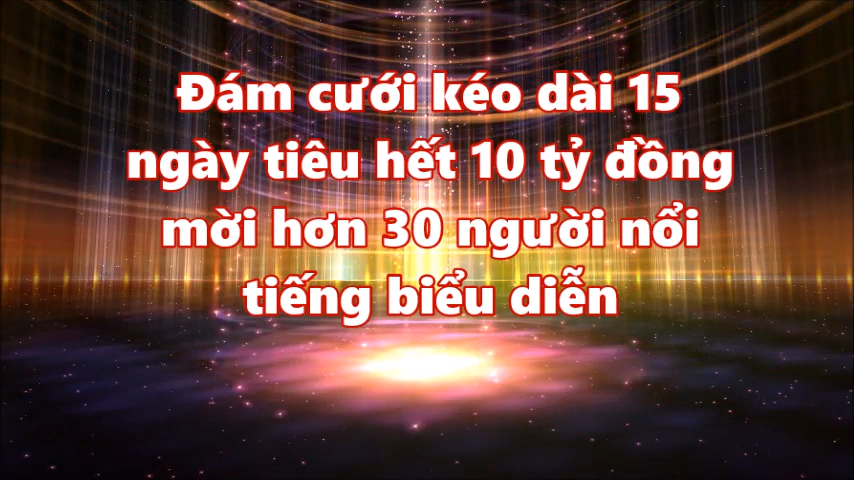 Đám cưới kéo dài 15
ngày tiêu hết 10 tỷ đồng
mời hơn 30 người nổi
tiếng biểu diễn